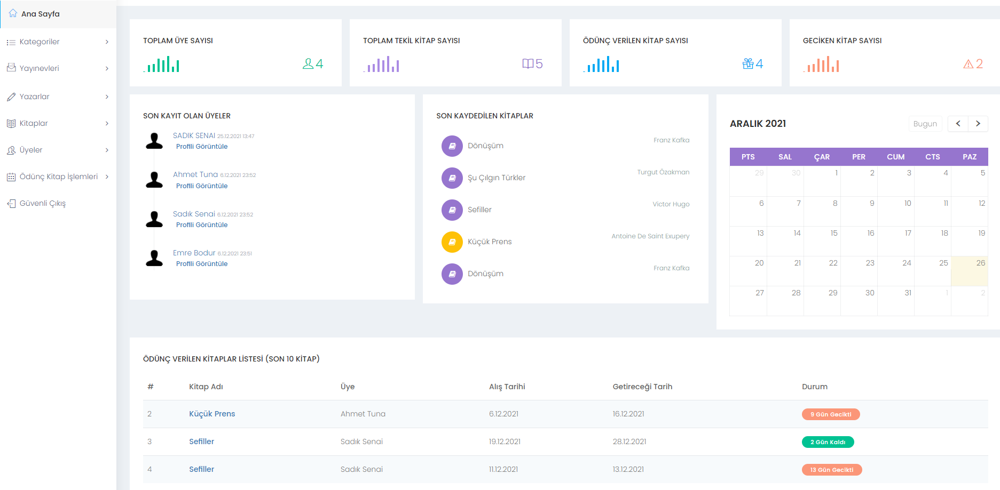 Ana Sayfa
Kategoriler
Yayınevleri
Yazarlar
Kitaplar
Üyeler
Ödünç Kitap İşlemleri
Güvenli Çıkış
TOPLAM ÜYE SAYISI
4
TOPLAM TEKİL KİTAP SAYISI
5
ÖDÜNÇ VERİLEN KİTAP SAYISI
4
GECİKEN KİTAP SAYISI
2
SON KAYIT OLAN ÜYELER
SADIK SENAI 25.12.2021 13:47
Profili Görüntüle
Ahmet Tuna 6.12.2021 23:52
Profili Görüntüle
Sadık Senai 6.12.2021 23:52
Profili Görüntüle
Emre Bodur 6.12.2021 23:51
Profili Görüntüle
SON KAYDEDİLEN KİTAPLAR
Dönüşüm Franz Kafka
Şu Çılgın Türkler Turgut Özakman
Sefiller Victor Hugo
Küçük Prens Antoine De Saint Exupery
Dönüşüm Franz Kafka
ARALIK 2021 Bugun
PTS SAL ÇAR PER CUM CTS PAZ
29 30 1 2 3 4 5
6 7 8 9 10 11 12
13 14 15 16 17 18 19
20 21 22 23 24 25 26
27 28 29 30 31 1 2
ÖDÜNÇ VERİLEN KİTAPLAR LİSTESİ (SON 10 KİTAP)
# Kitap Adı Üye Alış Tarihi Getireceği Tarih Durum
2 Küçük Prens Ahmet Tuna 6.12.2021 16.12.2021 9 Gün Gecikti
3 Sefiller Sadık Senai 19.12.2021 28.12.2021 2 Gün Kaldı
4 Sefiller Sadık Senai 11.12.2021 13.12.2021 13 Gün Gecikti